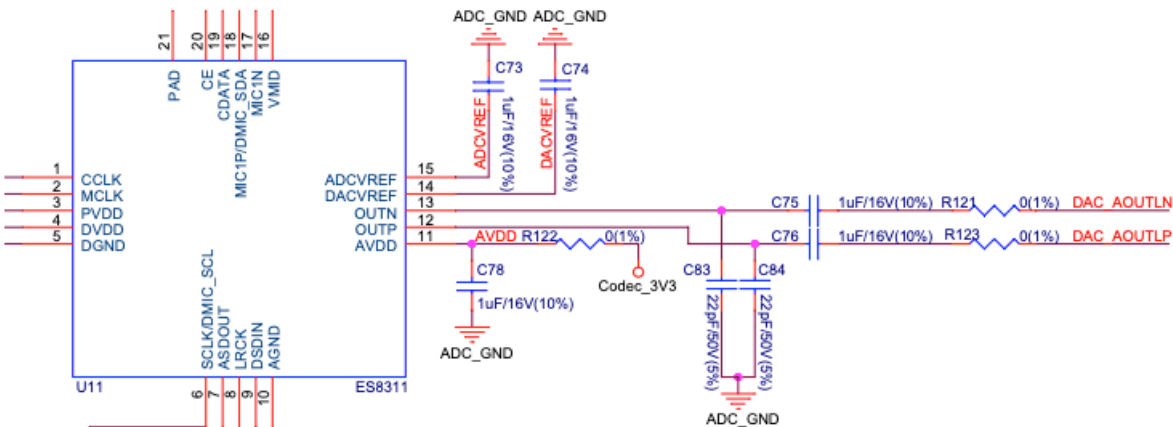 ADC_GND ADC_GND
21
20
19
18
17
16
C73
C74
PAD
CE
CDATA
MIC1P/DMIC_SDA
MIC1N
VMID
ADCVREF
1uF/16V(10%)
DACVREF
1uF/16V(10%)
1 CCLK
2 MCLK
3 PVDD
4 DVDD
5 DGND
ADCVREF 15
DACVREF 14
OUTN 13
OUTP 12
AVDD 11
C75 1uF/16V(10%) R121 0(1%) DAC_AOUTLN
C76 1uF/16V(10%) R123 0(1%) DAC_AOUTLP
AVDD R122 0(1%)
Codec_3V3
C78
1uF/16V(10%)
ADC_GND
C83
22pF/50V(5%)
C84
22pF/50V(5%)
ADC_GND
SCLK/DMIC_SCL
ASDOUT
LRCK
DSDIN
AGND
U11 ES8311
6
7
8
9
10